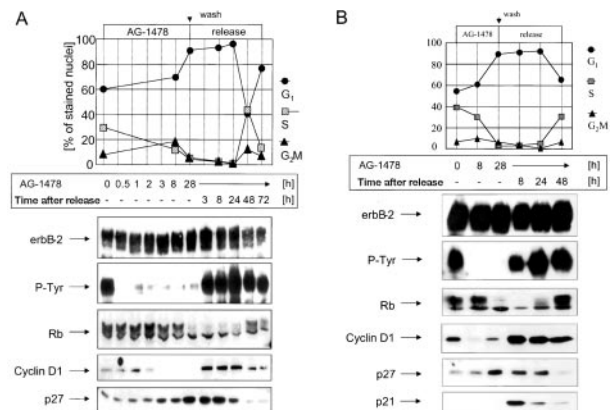 A
wash
AG-1478 release
100
80
60
40
20
0
[% of stained nuclei]
G1
S
G2M
AG-1478 0 0.5 1 2 3 8 28 [h]
Time after release - - - - - - - 3 8 24 48 72 [h]
erbB-2
P-Tyr
Rb
Cyclin D1
p27
B
wash
AG-1478 release
100
80
60
40
20
0
G1
S
G2M
AG-1478 0 8 28 [h]
Time after release - - - 8 24 48 [h]
erbB-2
P-Tyr
Rb
Cyclin D1
p27
p21